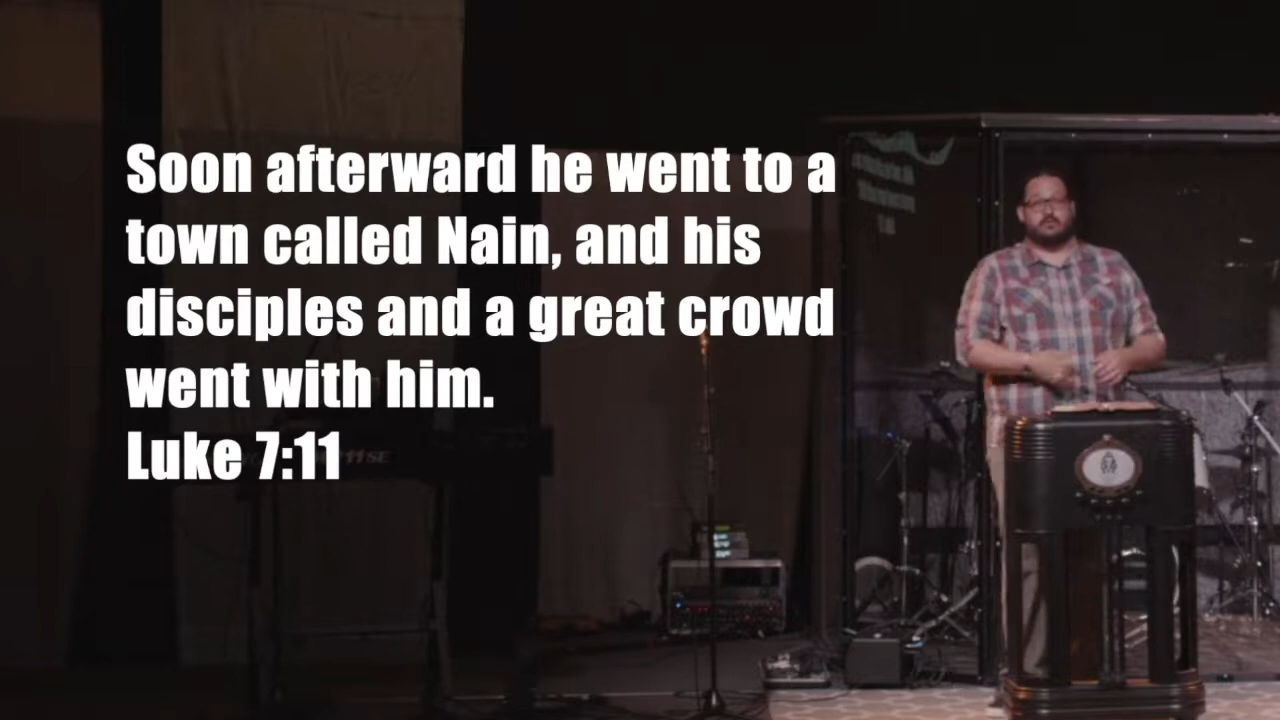 Soon afterward he went to a
town called Nain, and his
disciples and a great crowd
went with him.
Luke 7:11